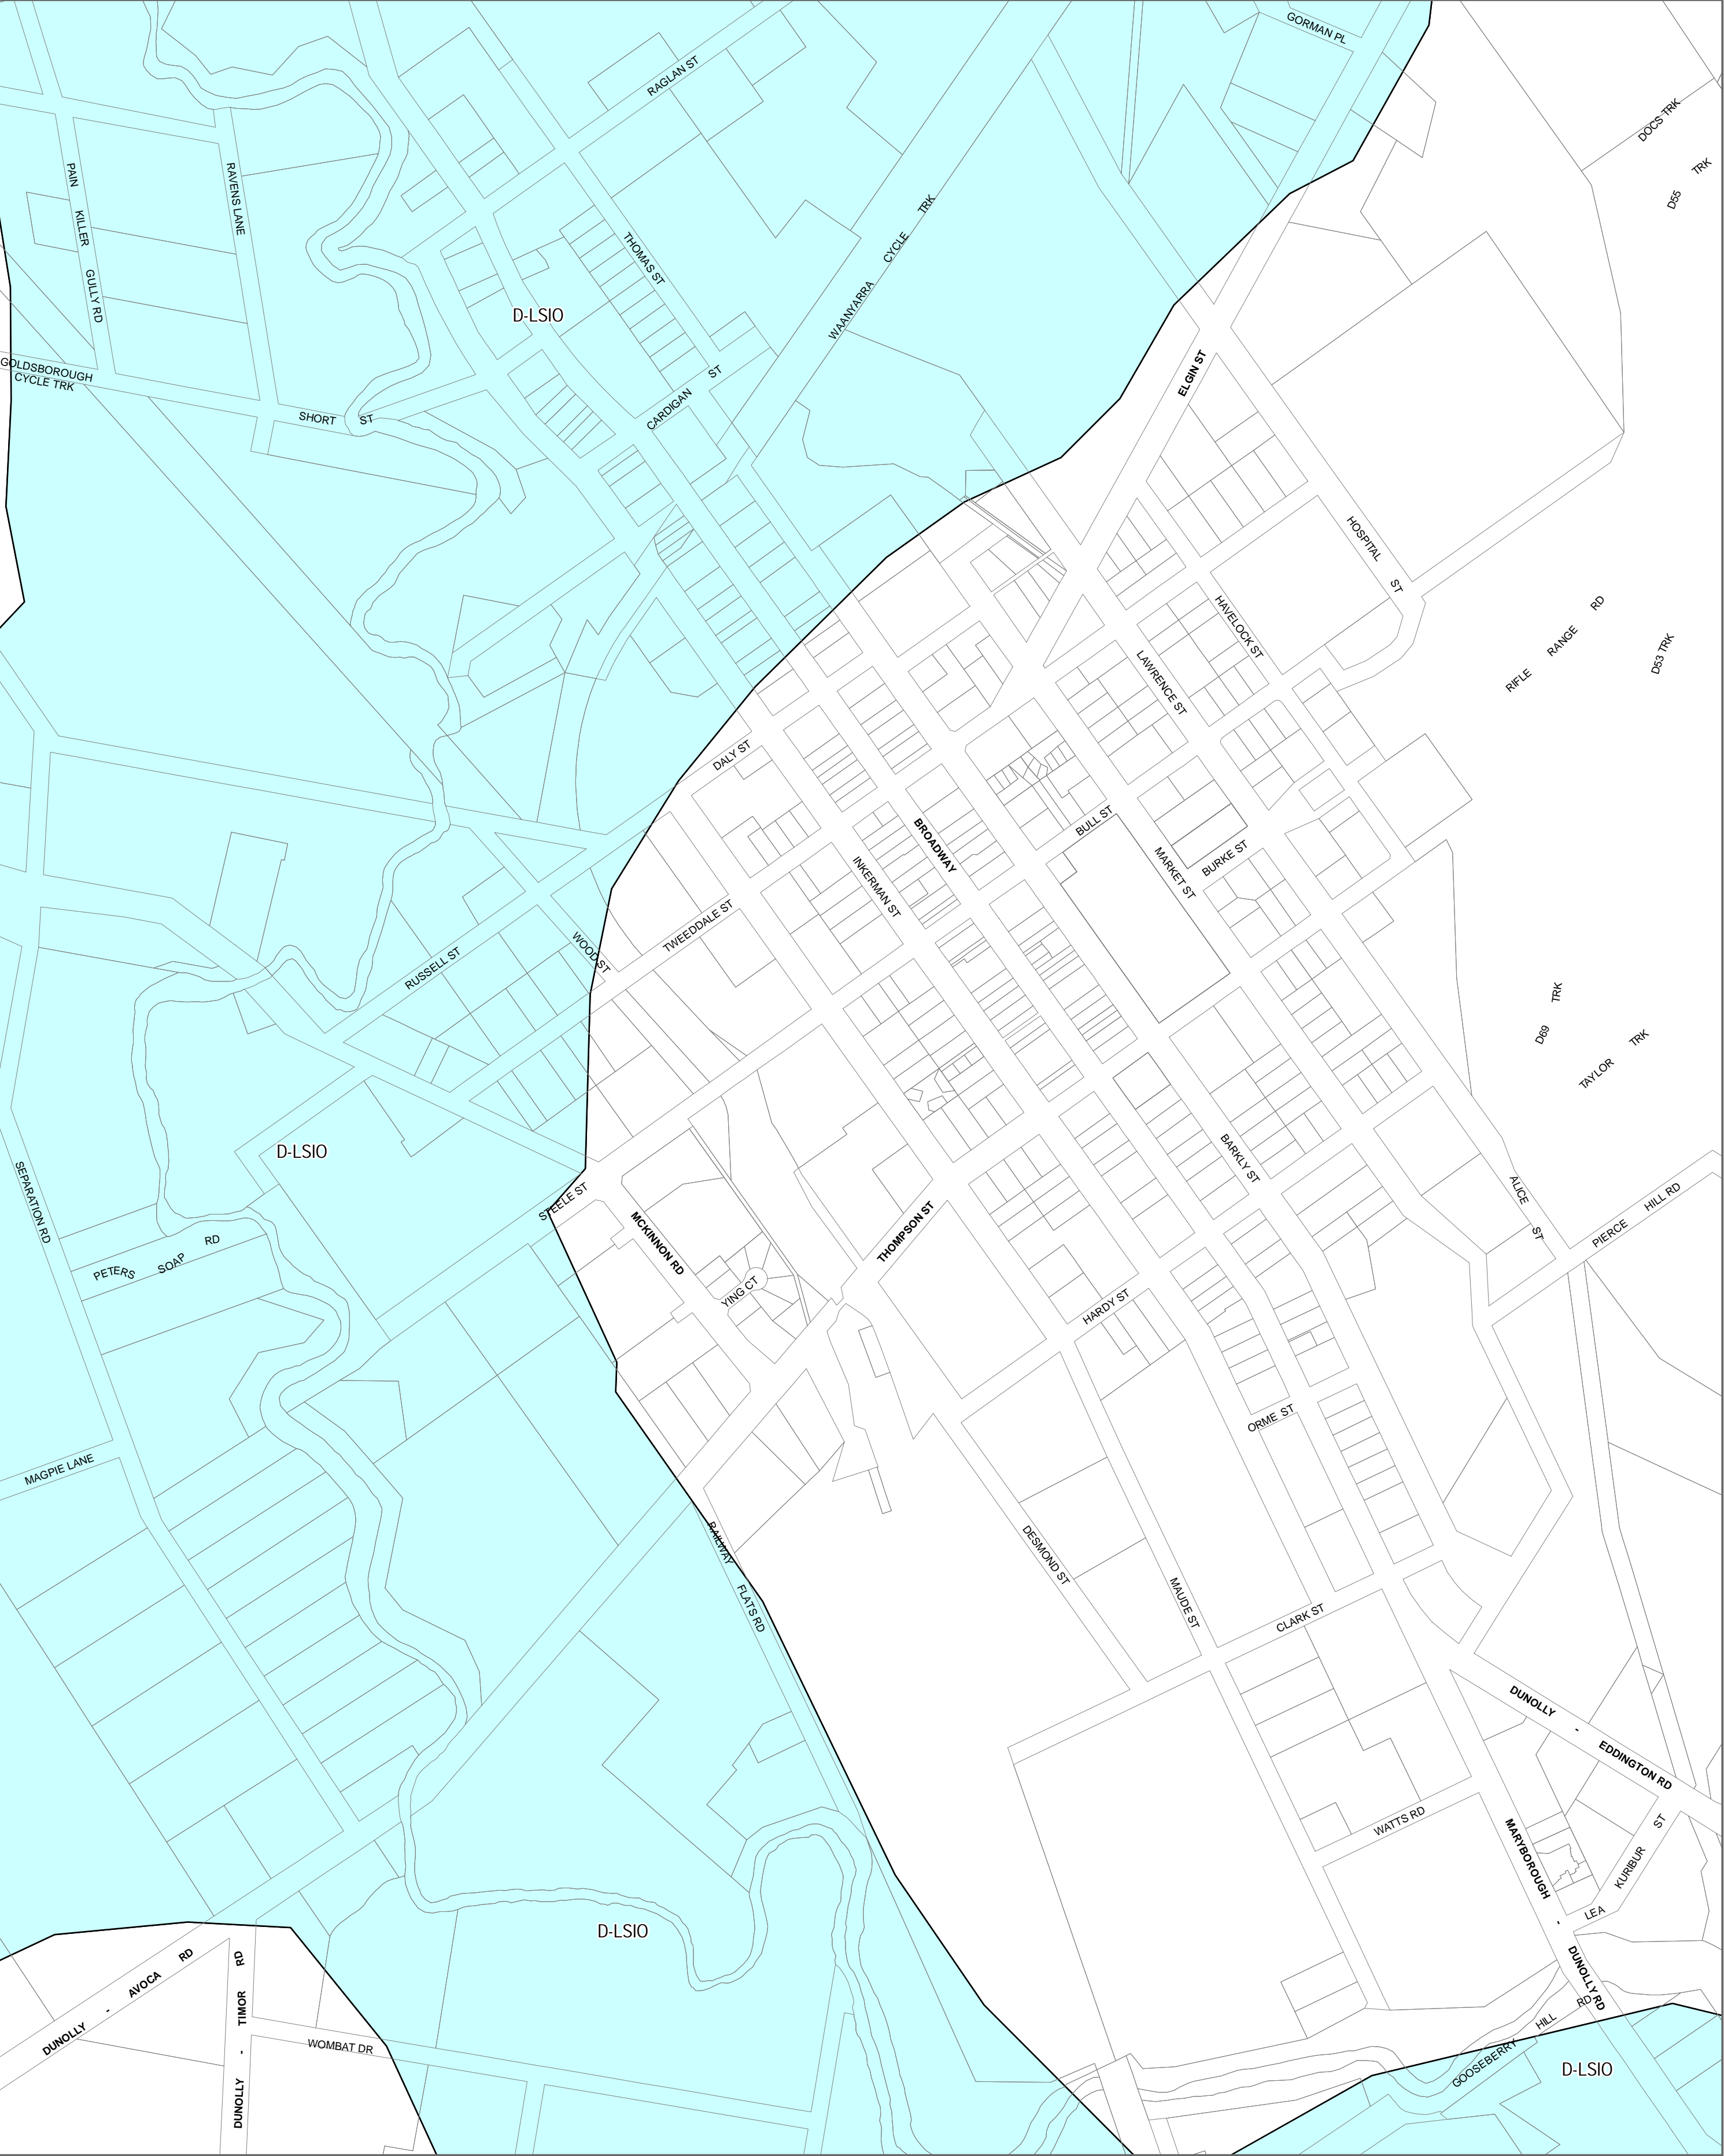 GORMAN PL
RAGLAN ST
DOCS TRK
D55 TRK
PAIN KILLER GULLY RD
RAVENS LANE
THOMAS ST
WAANYARRA CYCLE TRK
D-LSIO
GOLDSBOROUGH
CYCLE TRK
SHORT ST
CARDIGAN ST
ELGIN ST
HOSPITAL ST
HAVELOCK ST
LAWRENCE ST
RIFLE RANGE RD
D53 TRK
DALY ST
BROADWAY
BULL ST
MARKET ST
BURKE ST
INKERMAN ST
TWEEDDALE ST
WOOD ST
RUSSELL ST
D69 TRK
TAYLOR TRK
D-LSIO
SEPARATION RD
STEELE ST
MCKINNON RD
THOMPSON ST
BARKLY ST
ALICE ST
PIERCE HILL RD
PETERS SOAP RD
YING CT
HARDY ST
ORME ST
MAGPIE LANE
RAILWAY FLATS RD
DESMOND ST
MAUDE ST
CLARK ST
DUNOLLY - EDDINGTON RD
WATTS RD
MARYBOROUGH - DUNOLLY RD
KURIBUR ST
LEA
D-LSIO
DUNOLLY - AVOCA RD
DUNOLLY - TIMOR RD
WOMBAT DR
GOOSEBERRY HILL RD
D-LSIO